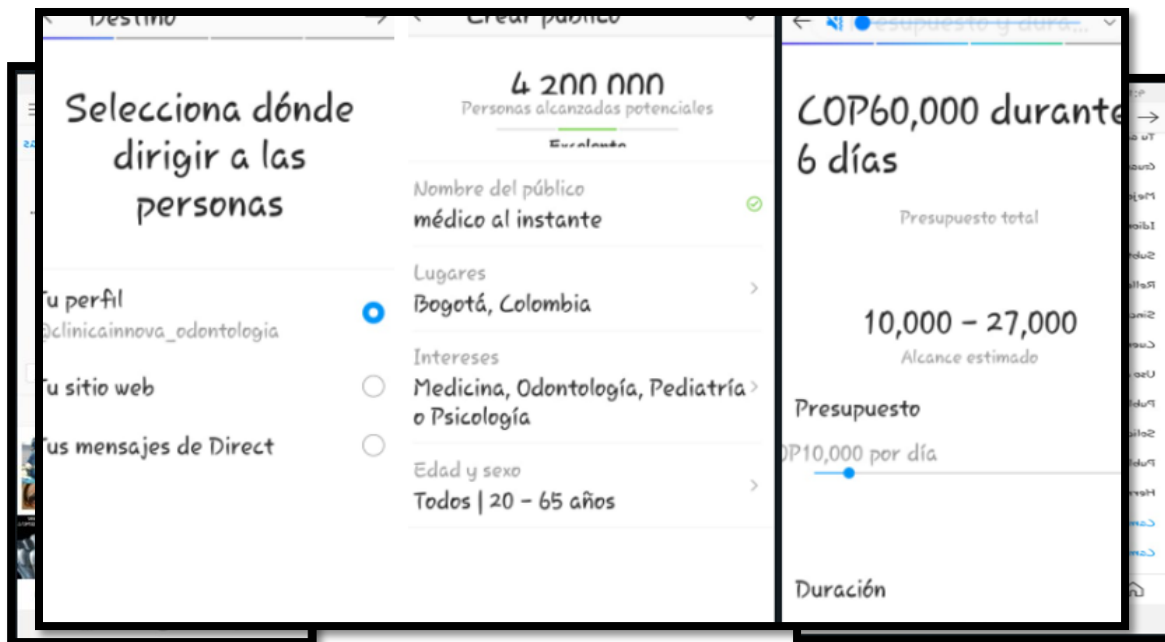 Destino
Selecciona dónde
dirigir a las
personas
Tu perfil
@clinicainnova_odontologia
Tu sitio web
Tus mensajes de Direct
Crear público
4 200 000
Personas alcanzadas potenciales
Excelente
Nombre del público
médico al instante
Lugares
Bogotá, Colombia
Intereses
Medicina, Odontología, Pediatría
o Psicología
Edad y sexo
Todos | 20 – 65 años
Presupuesto y dura...
COP60,000 durante
6 días
Presupuesto total
10,000 – 27,000
Alcance estimado
Presupuesto
COP10,000 por día
Duración